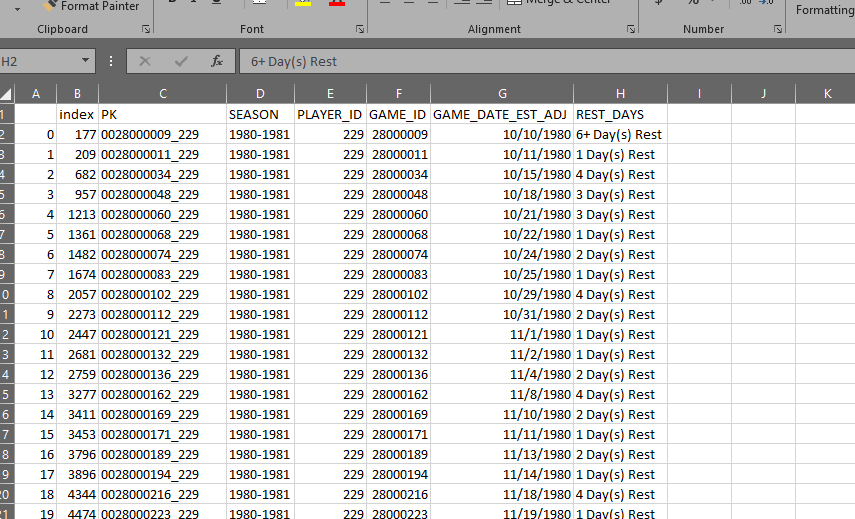 Format Painter
Merge & Center
$ %
.00
Formatting
Clipboard Font Alignment Number
H2 fx 6+ Day(s) Rest
A B C D E F G H I J K
1 index PK SEASON PLAYER_ID GAME_ID GAME_DATE_EST_ADJ REST_DAYS
2 0 177 0028000009_229 1980-1981 229 28000009 10/10/1980 6+ Day(s) Rest
3 1 209 0028000011_229 1980-1981 229 28000011 10/11/1980 1 Day(s) Rest
4 2 682 0028000034_229 1980-1981 229 28000034 10/15/1980 4 Day(s) Rest
5 3 957 0028000048_229 1980-1981 229 28000048 10/18/1980 3 Day(s) Rest
6 4 1213 0028000060_229 1980-1981 229 28000060 10/21/1980 3 Day(s) Rest
7 5 1361 0028000068_229 1980-1981 229 28000068 10/22/1980 1 Day(s) Rest
8 6 1482 0028000074_229 1980-1981 229 28000074 10/24/1980 2 Day(s) Rest
9 7 1674 0028000083_229 1980-1981 229 28000083 10/25/1980 1 Day(s) Rest
0 8 2057 0028000102_229 1980-1981 229 28000102 10/29/1980 4 Day(s) Rest
1 9 2273 0028000112_229 1980-1981 229 28000112 10/31/1980 2 Day(s) Rest
2 10 2447 0028000121_229 1980-1981 229 28000121 11/1/1980 1 Day(s) Rest
3 11 2681 0028000132_229 1980-1981 229 28000132 11/2/1980 1 Day(s) Rest
4 12 2759 0028000136_229 1980-1981 229 28000136 11/4/1980 2 Day(s) Rest
5 13 3277 0028000162_229 1980-1981 229 28000162 11/8/1980 4 Day(s) Rest
6 14 3411 0028000169_229 1980-1981 229 28000169 11/10/1980 2 Day(s) Rest
7 15 3453 0028000171_229 1980-1981 229 28000171 11/11/1980 1 Day(s) Rest
8 16 3796 0028000189_229 1980-1981 229 28000189 11/13/1980 2 Day(s) Rest
9 17 3896 0028000194_229 1980-1981 229 28000194 11/14/1980 1 Day(s) Rest
20 18 4344 0028000216_229 1980-1981 229 28000216 11/18/1980 4 Day(s) Rest
21 19 4474 0028000223_229 1980-1981 229 28000223 11/19/1980 1 Day(s) Rest